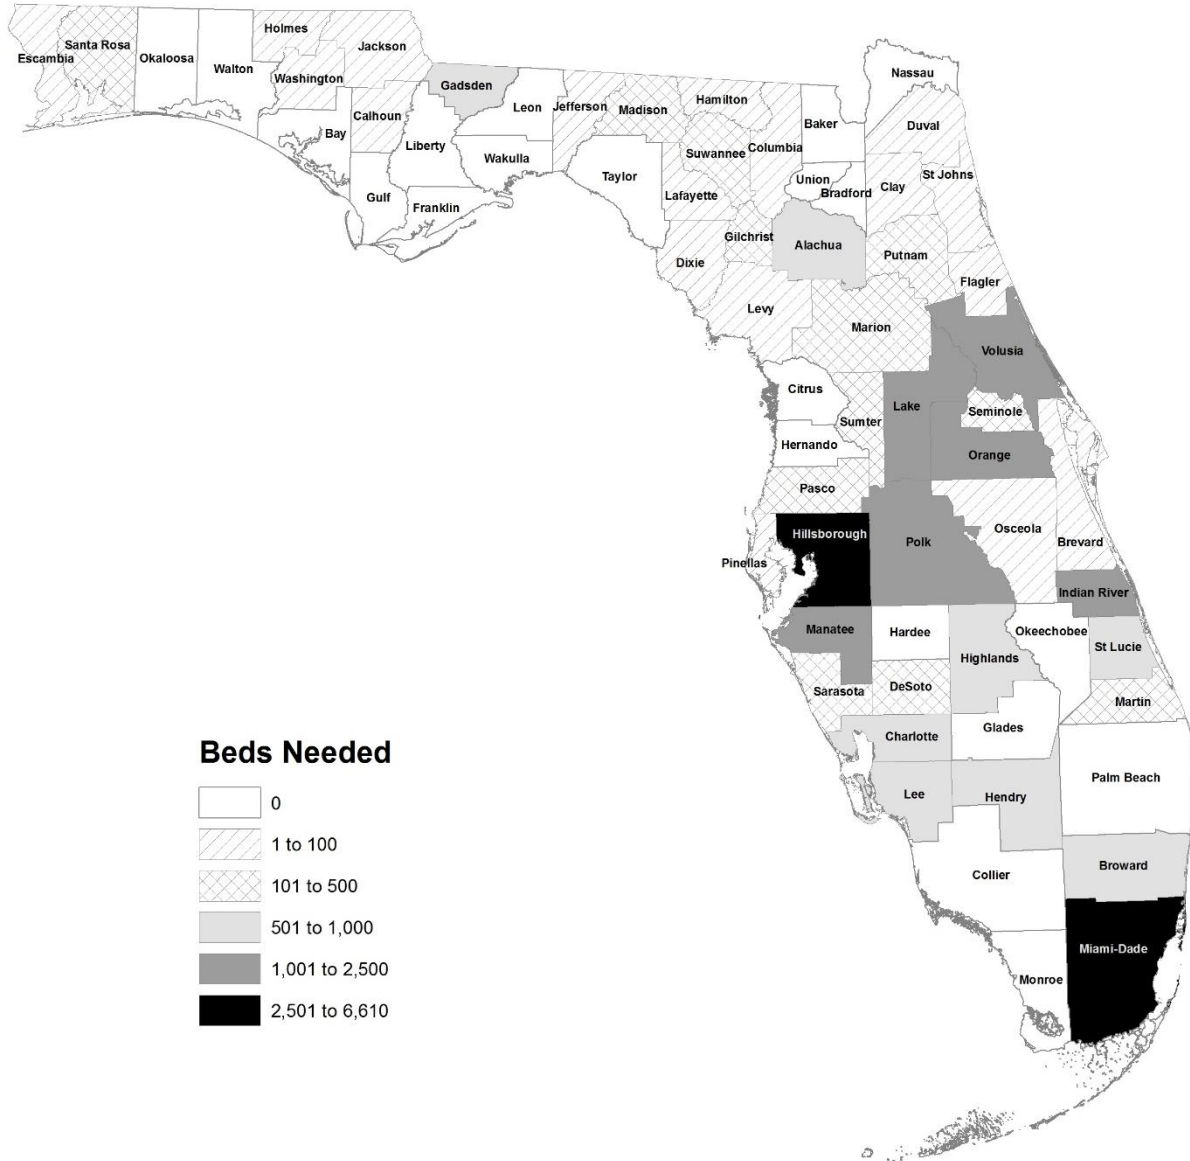 Holmes
Santa Rosa
Jackson
Escambia
Okaloosa
Walton
Washington
Gadsden
Nassau
Leon
Jefferson
Madison
Hamilton
Calhoun
Baker
Duval
Bay
Liberty
Suwannee
Columbia
Wakulla
Taylor
Union
Bradford
Clay
St Johns
Lafayette
Gulf
Franklin
Gilchrist
Alachua
Putnam
Dixie
Flagler
Levy
Marion
Volusia
Citrus
Lake
Seminole
Sumter
Hernando
Orange
Pasco
Hillsborough
Polk
Osceola
Brevard
Pinellas
Indian River
Manatee
Hardee
Okeechobee
Highlands
St Lucie
Sarasota
DeSoto
Martin
Charlotte
Glades
Palm Beach
Lee
Hendry
Broward
Collier
Miami-Dade
Monroe
Beds Needed
0
1 to 100
101 to 500
501 to 1,000
1,001 to 2,500
2,501 to 6,610